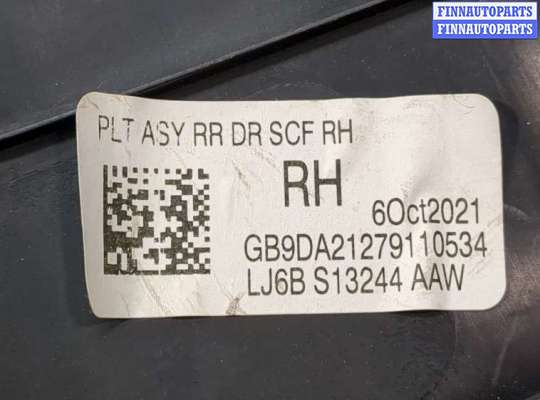 FINNAUTOPARTS
FINNAUTOPARTS
PLT ASY RR DR SCF RH
RH
6Oct2021
GB9DA21279110534
LJ6B S13244 AAW